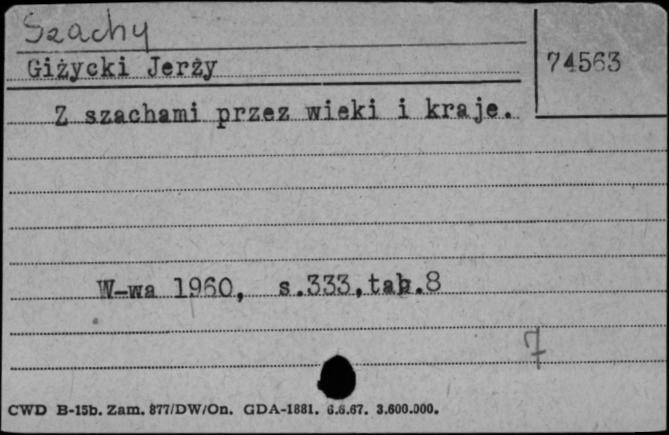 Szachy
Giżycki Jerzy
74563
Z szachami przez wieki i kraje.
W-wa 1960, s.333,tab.8
7
CWD B-15b. Zam. 877/DW/On. GDA-1881. 6.6.67. 3.600.000.